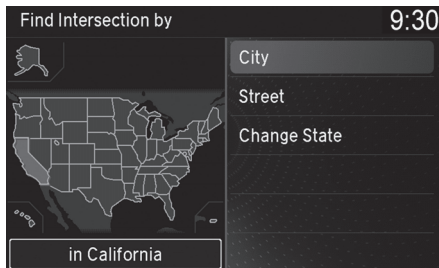 Find Intersection by
9:30
City
Street
Change State
in California